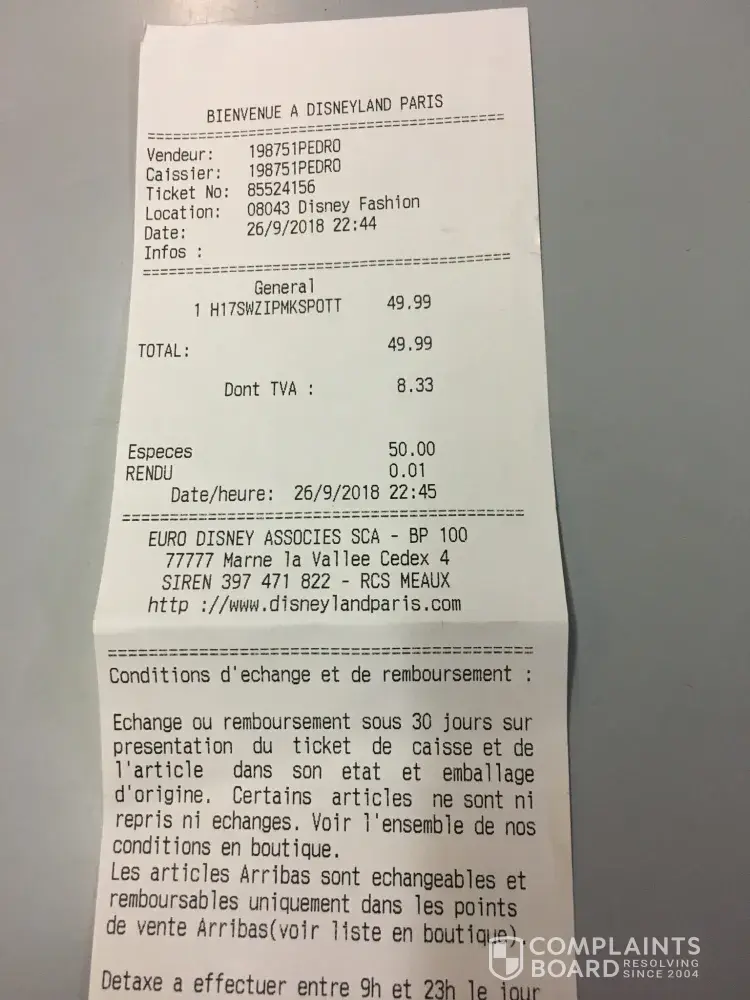 BIENVENUE A DISNEYLAND PARIS
================================================
Vendeur: 198751PEDRO
Caissier: 198751PEDRO
Ticket No: 85524156
Location: 08043 Disney Fashion
Date: 26/9/2018 22:44
Infos :
================================================
General
1 H17SWZIPMKSPOTT 49.99
TOTAL: 49.99
Dont TVA : 8.33
Especes 50.00
RENDU 0.01
Date/heure: 26/9/2018 22:45
================================================
EURO DISNEY ASSOCIES SCA - BP 100
77777 Marne la Vallee Cedex 4
SIREN 397 471 822 - RCS MEAUX
http ://www.disneylandparis.com
================================================
Conditions d'echange et de remboursement :
Echange ou remboursement sous 30 jours sur
presentation du ticket de caisse et de
l'article dans son etat et emballage
d'origine. Certains articles ne sont ni
repris ni echanges. Voir l'ensemble de nos
conditions en boutique.
Les articles Arribas sont echangeables et
remboursables uniquement dans les points
de vente Arribas(voir liste en boutique).
Detaxe a effectuer entre 9h et 23h le jour
COMPLAINTS
BOARD RESOLVING SINCE 2004